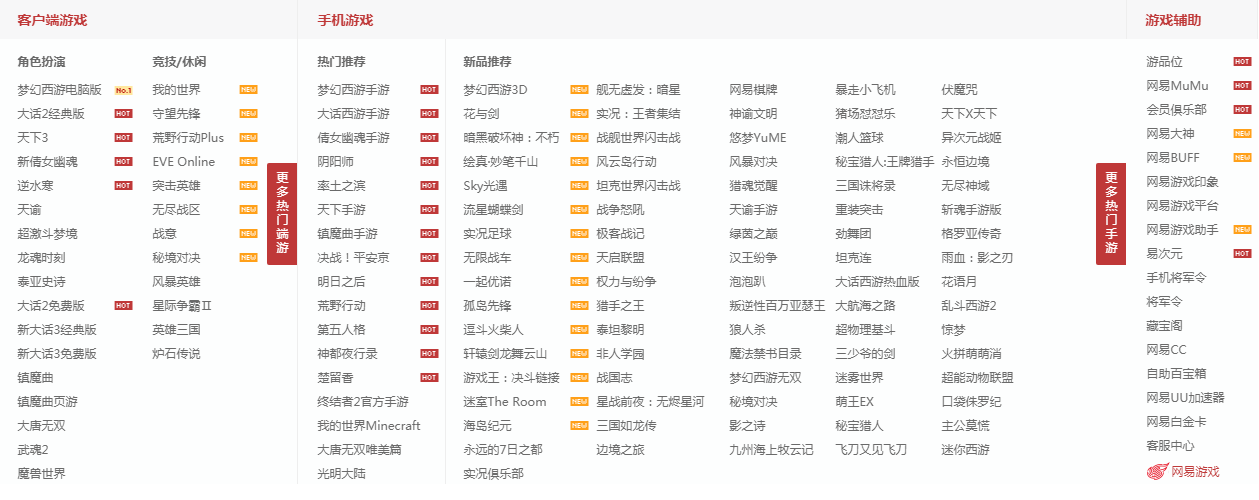 客户端游戏
角色扮演
梦幻西游电脑版 No.1
大话2经典版 HOT
天下3 HOT
新倩女幽魂 HOT
逆水寒 HOT
天谕
超激斗梦境
龙魂时刻
泰亚史诗
大话2免费版 HOT
新大话3经典版
新大话3免费版
镇魔曲
镇魔曲页游
大唐无双
武魂2
魔兽世界
竞技/休闲
我的世界 NEW
守望先锋 NEW
荒野行动Plus NEW
EVE Online NEW
突击英雄 NEW
无尽战区 NEW
战意 NEW
秘境对决 NEW
风暴英雄
星际争霸Ⅱ
英雄三国
炉石传说
更多热门端游
手机游戏
热门推荐
梦幻西游手游 HOT
大话西游手游 HOT
倩女幽魂手游 HOT
阴阳师 HOT
率土之滨 HOT
天下手游 HOT
镇魔曲手游 HOT
决战！平安京 HOT
明日之后 HOT
荒野行动 HOT
第五人格 HOT
神都夜行录 HOT
楚留香 HOT
终结者2官方手游
我的世界Minecraft
大唐无双唯美篇
光明大陆
新品推荐
梦幻西游3D NEW
花与剑 NEW
暗黑破坏神：不朽 NEW
绘真·妙笔千山 NEW
Sky光遇 NEW
流星蝴蝶剑 NEW
实况足球 NEW
无限战车 NEW
一起优诺 NEW
孤岛先锋 NEW
逗斗火柴人 NEW
轩辕剑龙舞云山 NEW
游戏王：决斗链接 NEW
迷室The Room NEW
海岛纪元 NEW
永远的7日之都
实况俱乐部
舰无虚发：暗星
实况：王者集结
战舰世界闪击战
风云岛行动
坦克世界闪击战
战争怒吼
极客战记
天启联盟
权力与纷争
猎手之王
泰坦黎明
非人学园
战国志
星战前夜：无烬星河
三国如龙传
边境之旅
网易棋牌
神谕文明
悠梦YuME
风暴对决
猎魂觉醒
天谕手游
绿茵之巅
汉王纷争
泡泡趴
叛逆性百万亚瑟王
狼人杀
魔法禁书目录
梦幻西游无双
秘境对决
影之诗
九州海上牧云记
暴走小飞机
猪场怼怼乐
潮人篮球
秘宝猎人:王牌猎手
三国诛将录
重装突击
劲舞团
坦克连
大话西游热血版
大航海之路
超物理基斗
三少爷的剑
迷雾世界
萌王EX
秘宝猎人
飞刀又见飞刀
伏魔咒
天下X天下
异次元战姬
永恒边境
无尽神域
斩魂手游版
格罗亚传奇
雨血：影之刃
花语月
乱斗西游2
惊梦
火拼萌萌消
超能动物联盟
口袋侏罗纪
主公莫慌
迷你西游
更多热门手游
游戏辅助
游品位 HOT
网易MuMu HOT
会员俱乐部 HOT
网易大神 NEW
网易BUFF NEW
网易游戏印象
网易游戏平台
网易游戏助手 NEW
易次元 HOT
手机将军令
将军令
藏宝阁
网易CC
自助百宝箱
网易UU加速器
网易白金卡
客服中心
网易游戏